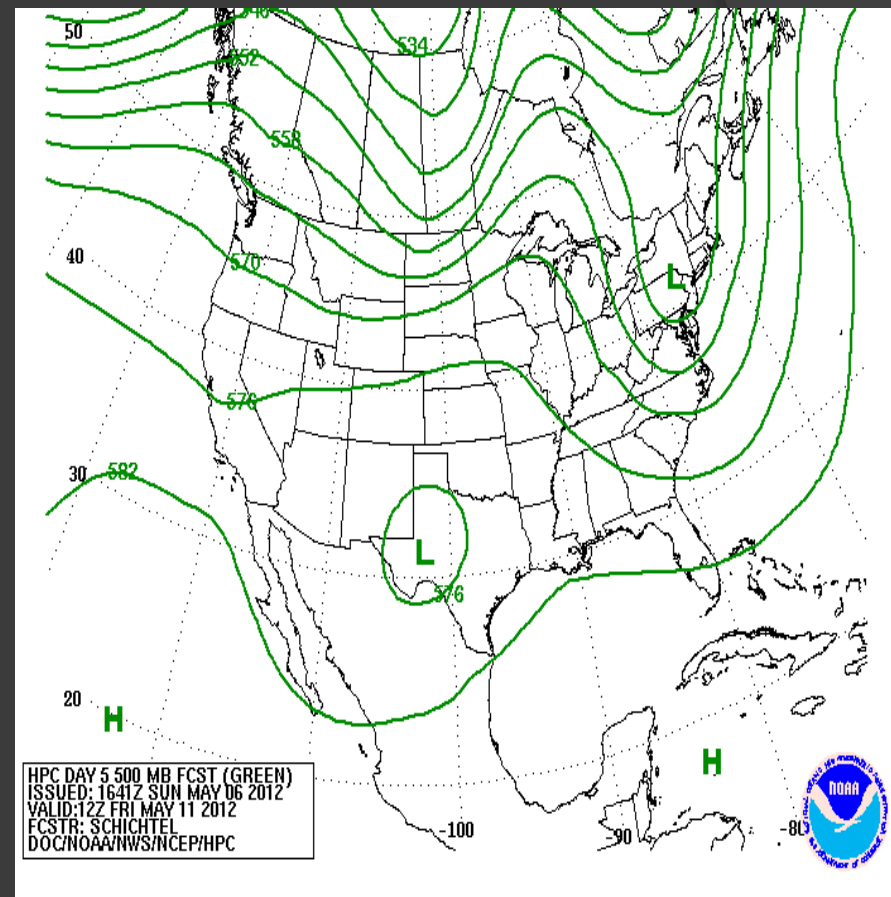 50
540
534
552
558
L
40
570
576
30
582
L
576
20
H
H
HPC DAY 5 500 MB FCST (GREEN)
ISSUED: 1641Z SUN MAY 06 2012
VALID:12Z FRI MAY 11 2012
FCSTR: SCHICHTEL
DOC/NOAA/NWS/NCEP/HPC
-100
-90
NOAA